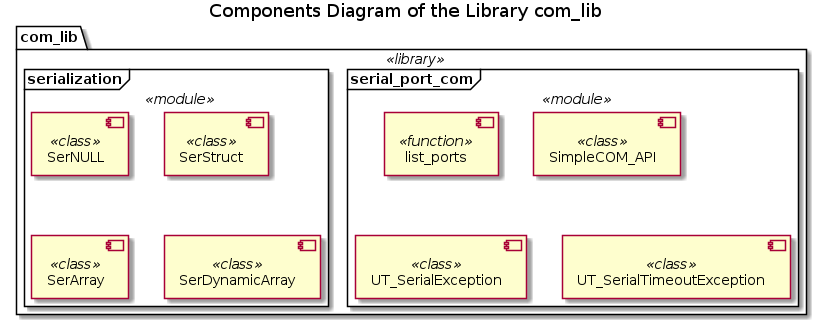 Components Diagram of the Library com_lib
com_lib
«library»
serialization
«module»
«class»
SerNULL
«class»
SerStruct
«class»
SerArray
«class»
SerDynamicArray
serial_port_com
«module»
«function»
list_ports
«class»
SimpleCOM_API
«class»
UT_SerialException
«class»
UT_SerialTimeoutException